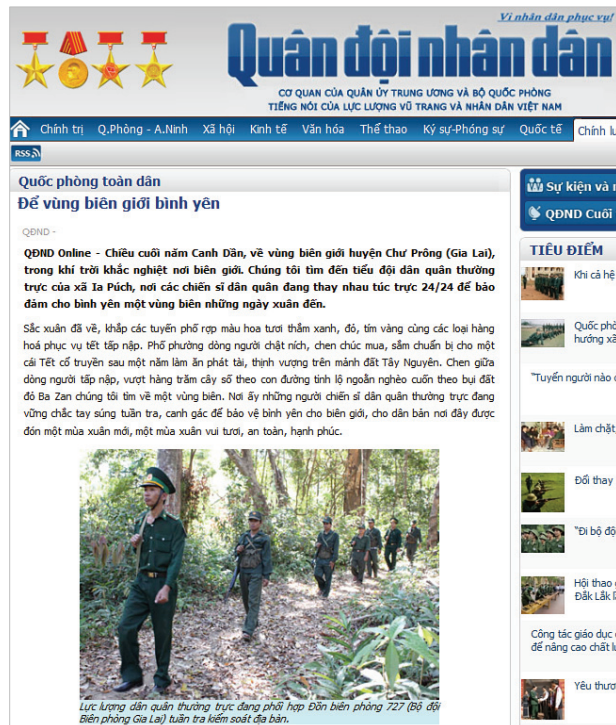 Vì nhân dân phục vụ!
Quân đội nhân dân
CƠ QUAN CỦA QUÂN ỦY TRUNG ƯƠNG VÀ BỘ QUỐC PHÒNG
TIẾNG NÓI CỦA LỰC LƯỢNG VŨ TRANG VÀ NHÂN DÂN VIỆT NAM
Chính trị Q.Phòng - A.Ninh Xã hội Kinh tế Văn hóa Thể thao Ký sự-Phóng sự Quốc tế Chính
RSS
Quốc phòng toàn dân
Để vùng biên giới bình yên
QĐND -
QĐND Online - Chiều cuối năm Canh Dần, về vùng biên giới huyện Chư Prông (Gia Lai),
trong khí trời khắc nghiệt nơi biên giới. Chúng tôi tìm đến tiểu đội dân quân thường
trực của xã Ia Púch, nơi các chiến sĩ dân quân đang thay nhau túc trực 24/24 để bảo
đảm cho bình yên một vùng biên những ngày xuân đến.
Sắc xuân đã về, khắp các tuyến phố rợp màu hoa tươi thắm xanh, đỏ, tím vàng cùng các loại hàng
hoá phục vụ tết tấp nập. Phố phường dòng người chật ních, chen chúc mua, sắm chuẩn bị cho một
cái Tết cổ truyền sau một năm làm ăn phát tài, thịnh vượng trên mảnh đất Tây Nguyên. Chen giữa
dòng người tấp nập, vượt hàng trăm cây số theo con đường tỉnh lộ ngoằn nghèo cuốn theo bụi đất
đỏ Ba Zan chúng tôi tìm về một vùng biên. Nơi ấy những người chiến sĩ dân quân thường trực đang
vững chắc tay súng tuần tra, canh gác để bảo vệ bình yên cho biên giới, cho dân bản nơi đây được
đón một mùa xuân mới, một mùa xuân vui tươi, an toàn, hạnh phúc.
Lực lượng dân quân thường trực đang phối hợp Đồn biên phòng 727 (Bộ đội
Biên phòng Gia Lai) tuần tra kiểm soát địa bàn.
Sự kiện và
QĐND Cuối
TIÊU ĐIỂM
Khi cả hệ
Quốc
hướng
"Tuyển người nào
Làm chặt,
Đổi thay
"Đi bộ
Hội thao
Đắk Lắk
Công tác giáo dục
để nâng cao chất
Yêu